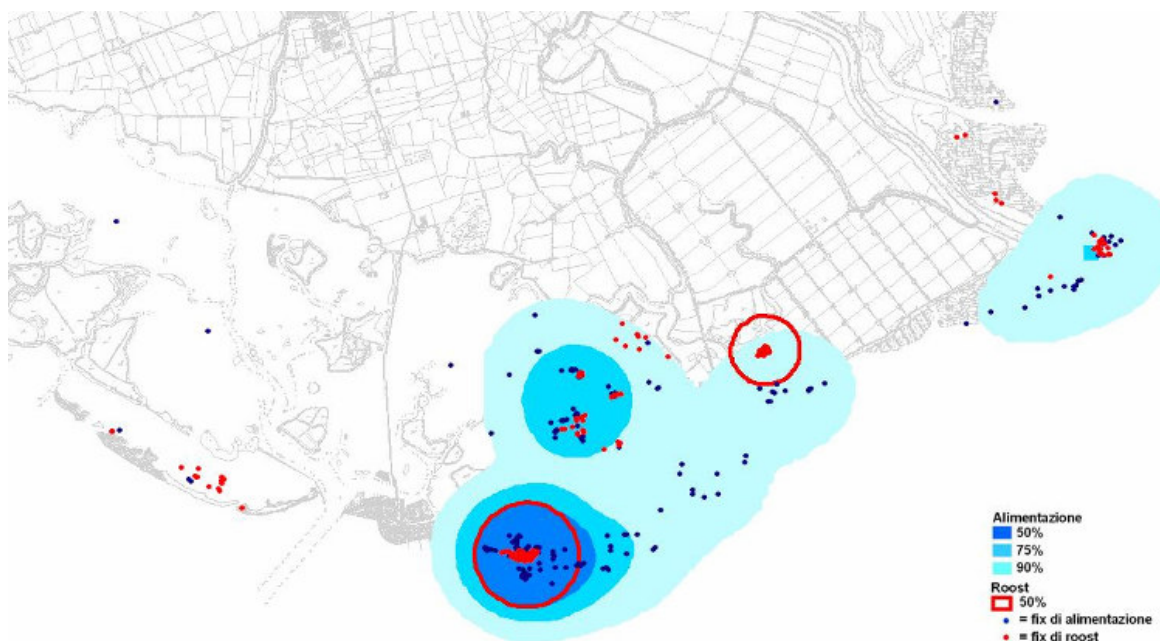 Alimentazione
50%
75%
90%
Roost
50%
= fix di alimentazione
= fix di roost